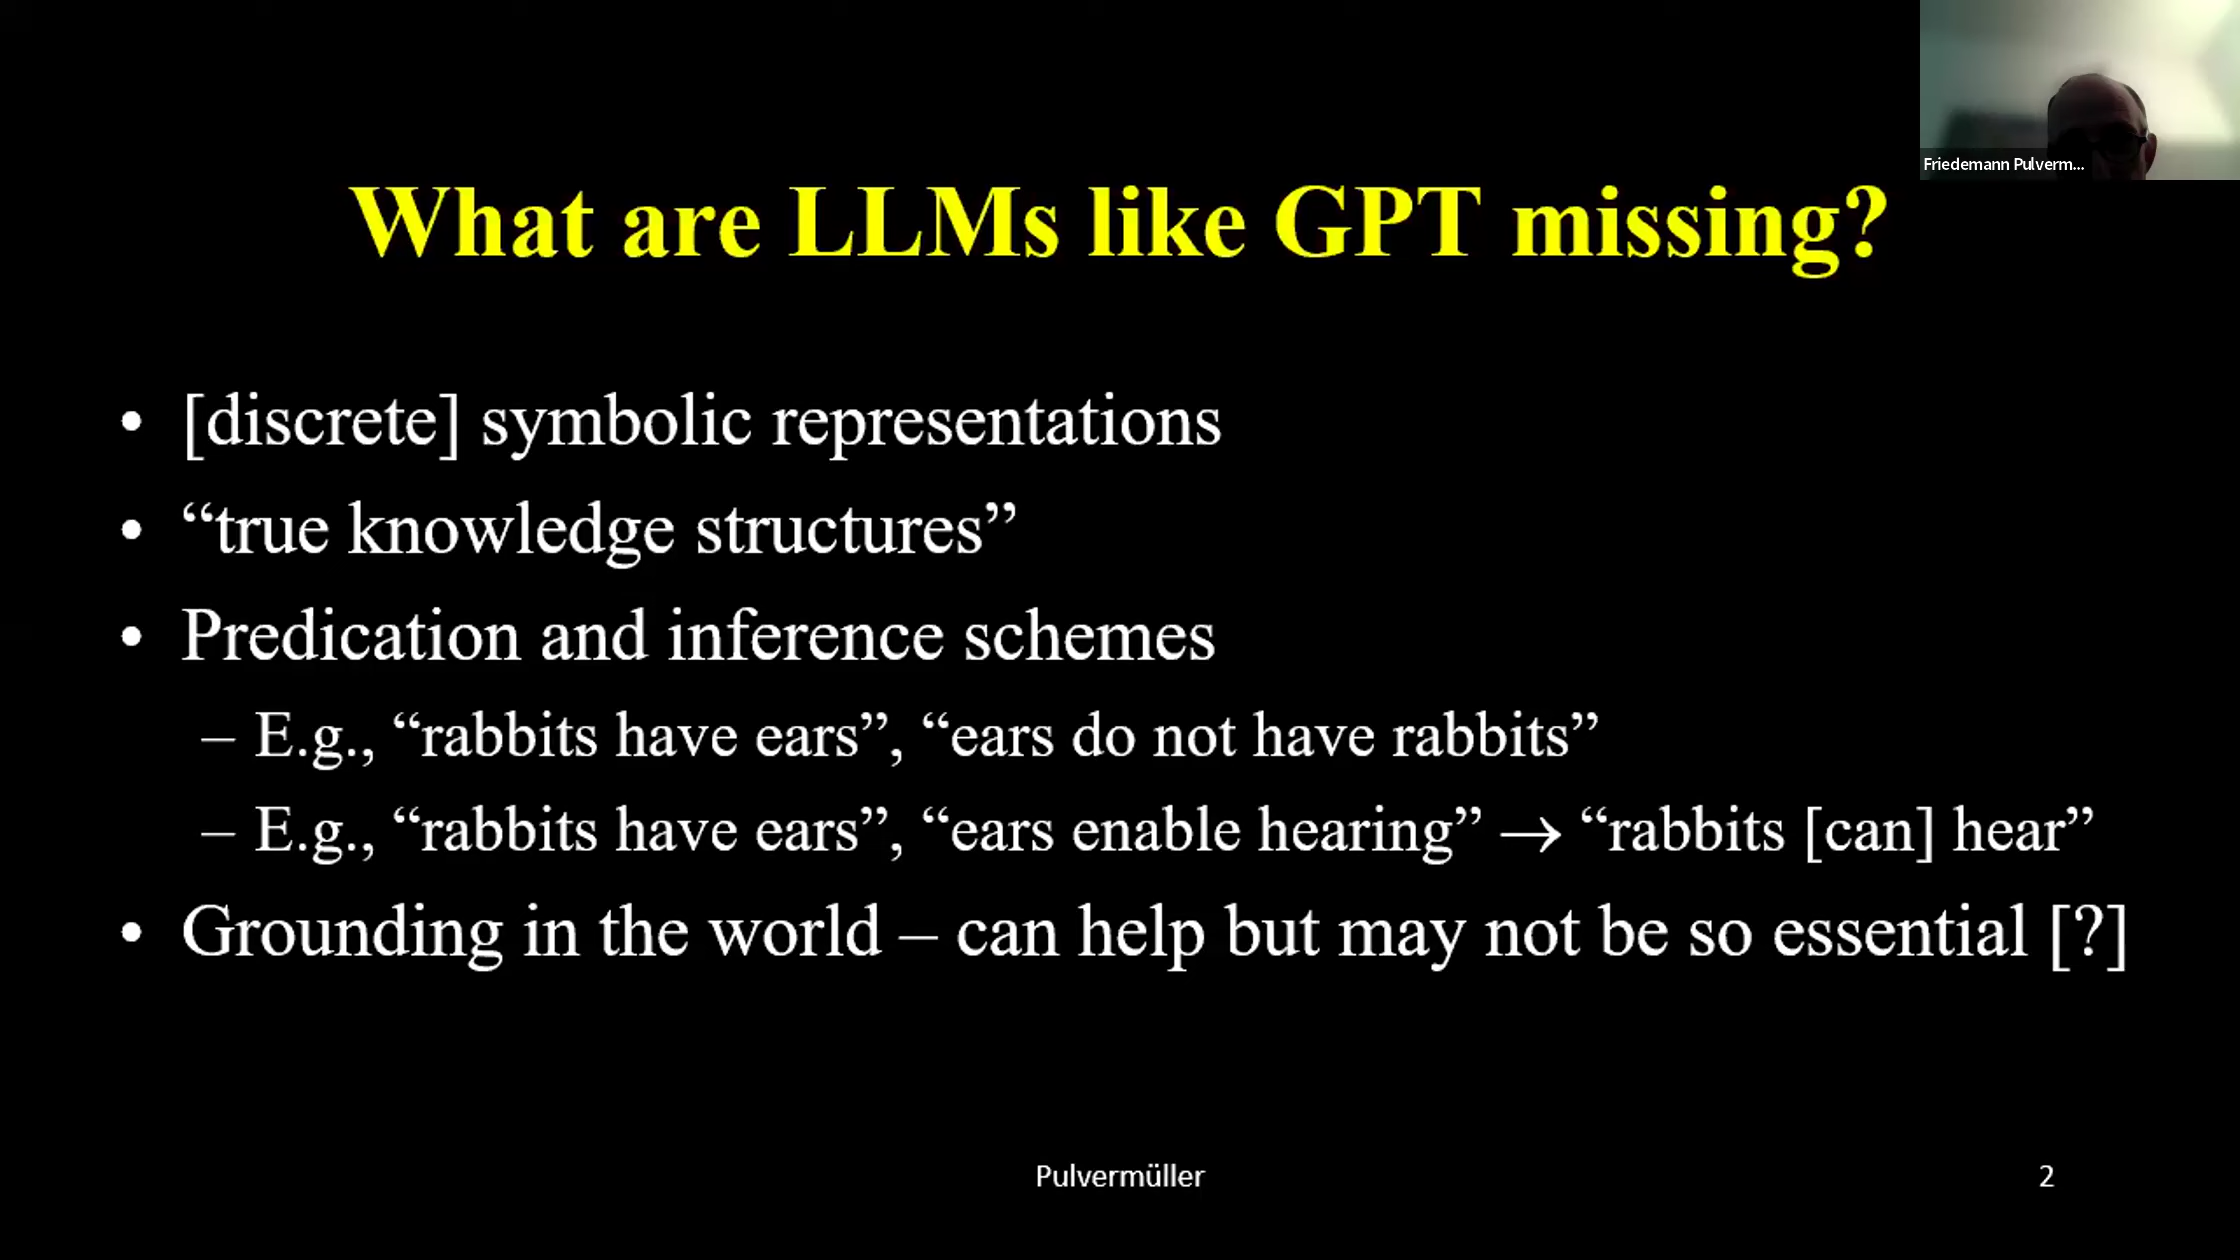 Friedemann Pulverm...
What are LLMs like GPT missing?
• [discrete] symbolic representations
• “true knowledge structures”
• Predication and inference schemes
– E.g., “rabbits have ears”, “ears do not have rabbits”
– E.g., “rabbits have ears”, “ears enable hearing” → “rabbits [can] hear”
• Grounding in the world – can help but may not be so essential [?]
Pulvermüller
2